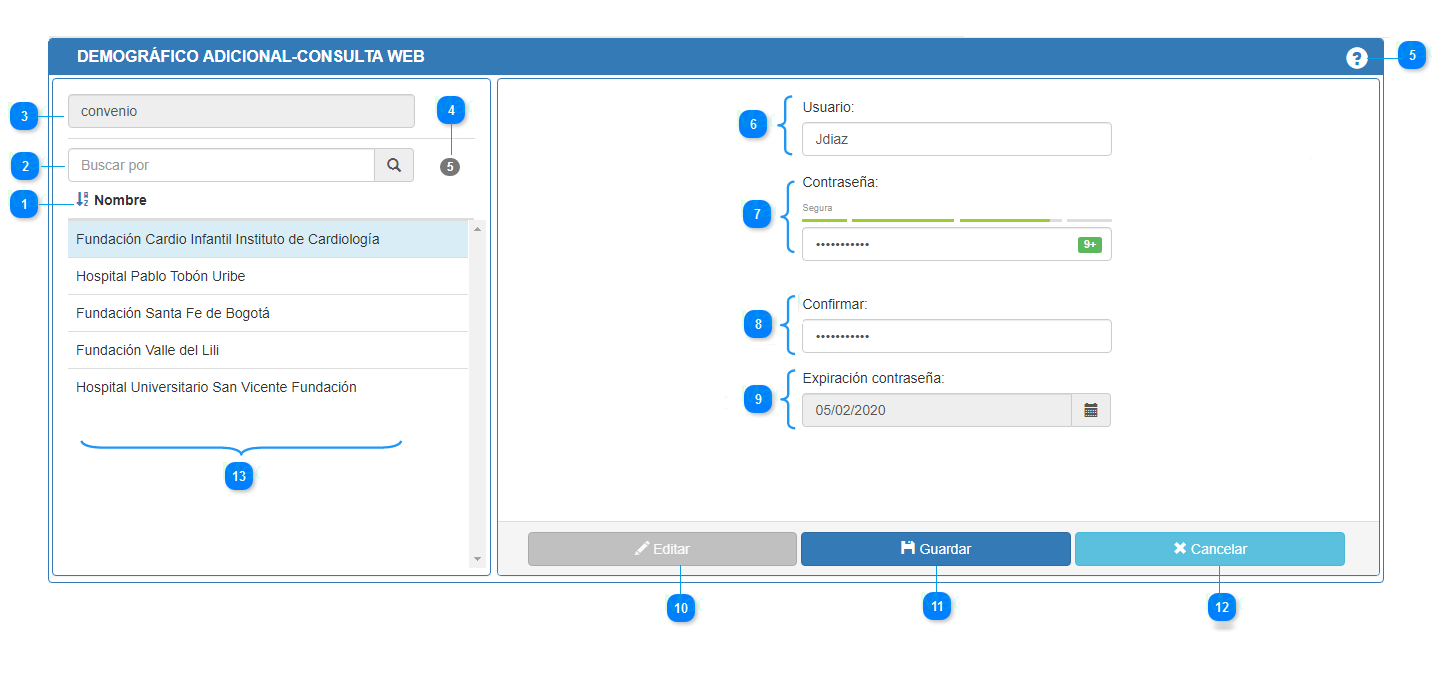 DEMOGRÁFICO ADICIONAL-CONSULTA WEB
?
5
3
convenio
4
2
Buscar por
5
1
Nombre
Fundación Cardio Infantil Instituto de Cardiología
Hospital Pablo Tobón Uribe
Fundación Santa Fe de Bogotá
Fundación Valle del Lili
Hospital Universitario San Vicente Fundación
13
6
Usuario:
Jdiaz
7
Contraseña:
Segura
•••••••••••
9+
8
Confirmar:
•••••••••••
9
Expiración contraseña:
05/02/2020
Editar
Guardar
Cancelar
10
11
12